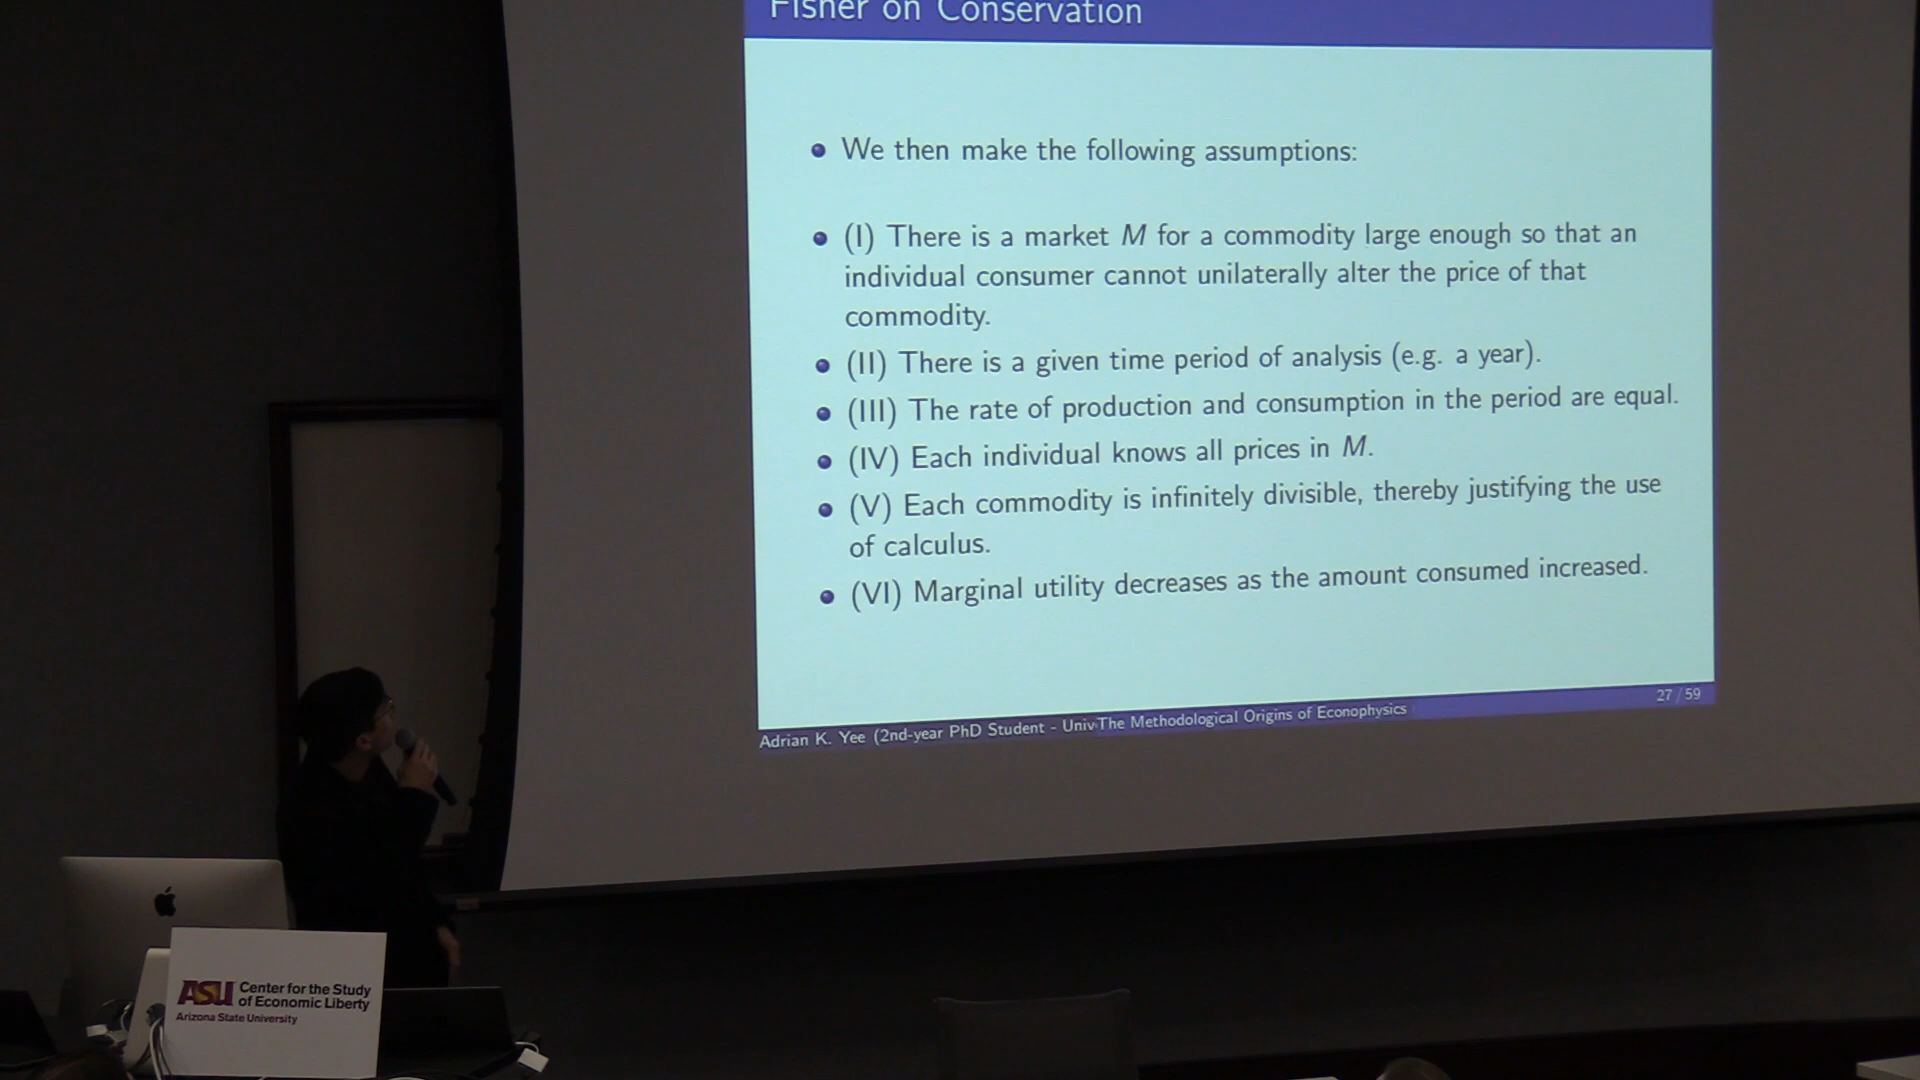 Fisher on Conservation
We then make the following assumptions:
(I) There is a market M for a commodity large enough so that an
individual consumer cannot unilaterally alter the price of that
commodity.
(II) There is a given time period of analysis (e.g. a year).
(III) The rate of production and consumption in the period are equal.
(IV) Each individual knows all prices in M.
(V) Each commodity is infinitely divisible, thereby justifying the use
of calculus.
(VI) Marginal utility decreases as the amount consumed increased.
27 / 59
Adrian K. Yee (2nd-year PhD Student - Univ The Methodological Origins of Econophysics
ASU Center for the Study
of Economic Liberty
Arizona State University